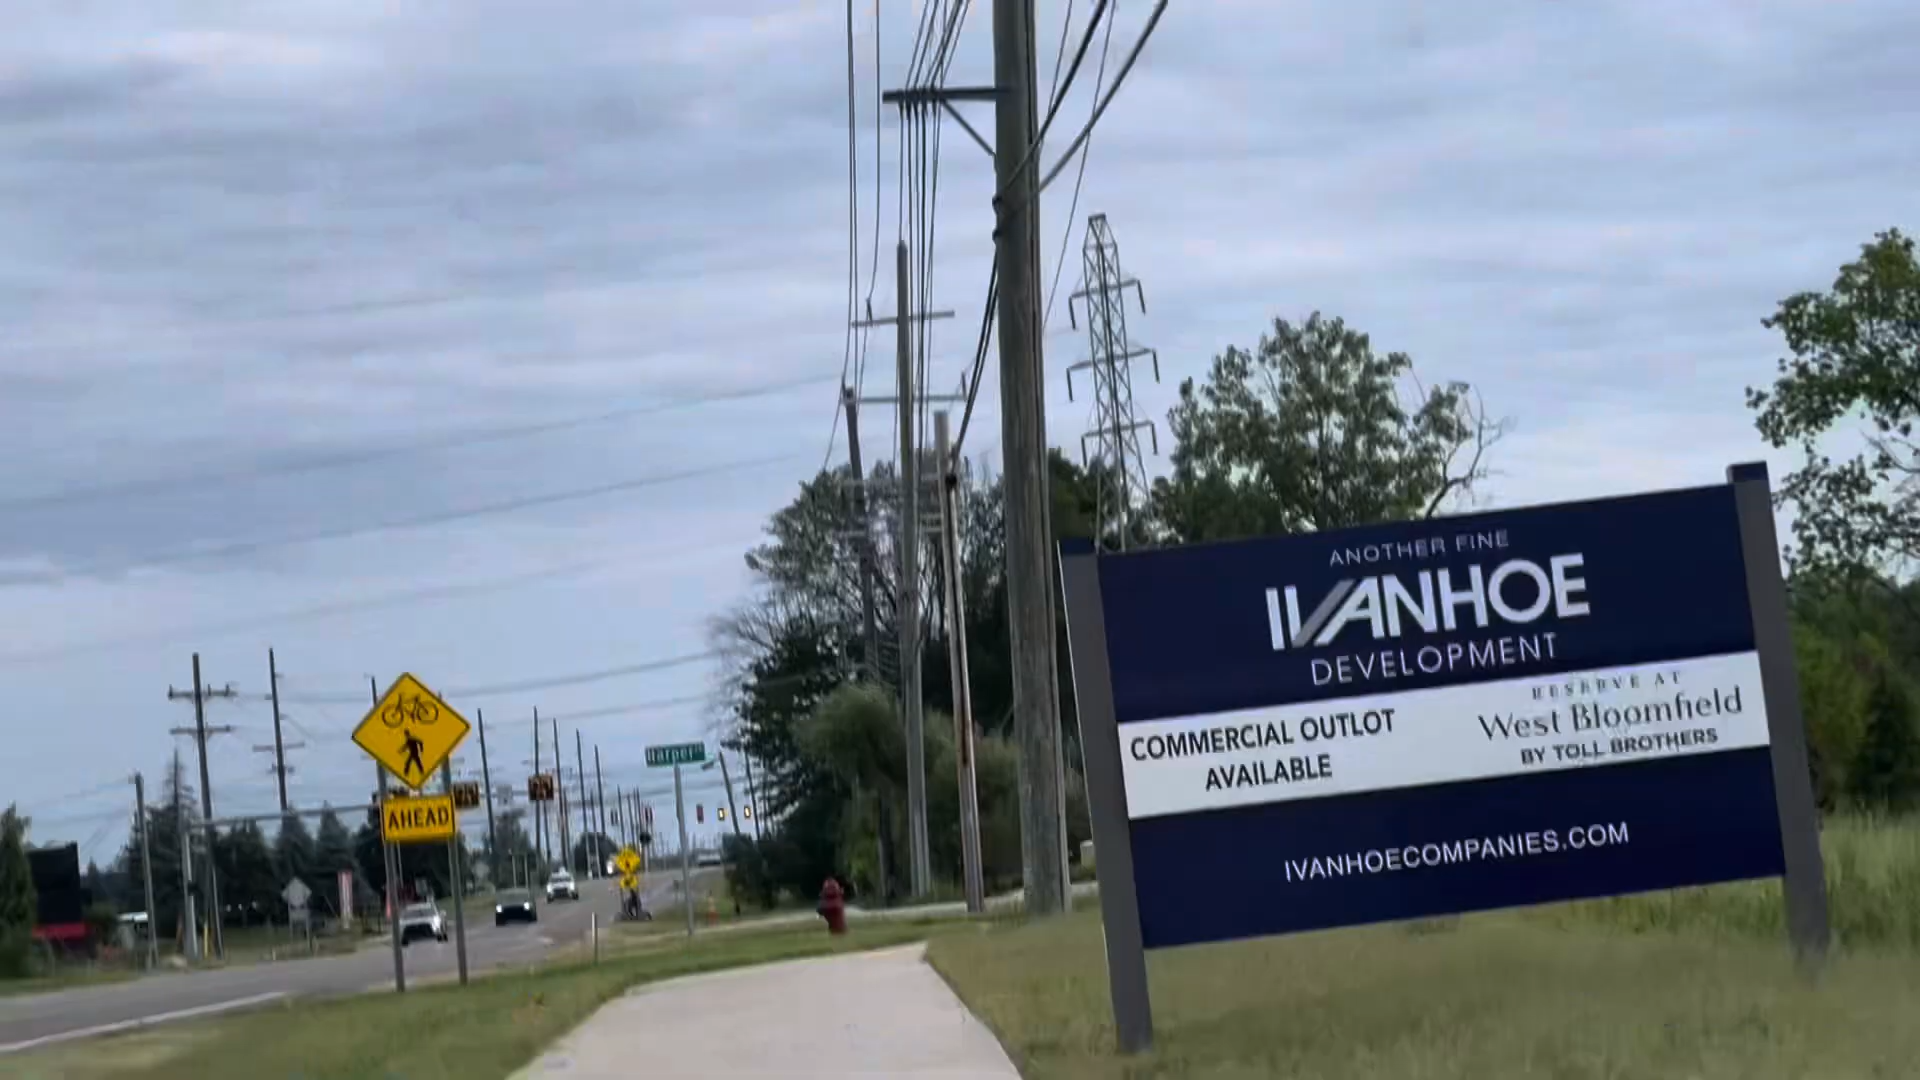 ANOTHER FINE
IVANHOE
DEVELOPMENT
COMMERCIAL OUTLOT
AVAILABLE
RESERVE AT
West Bloomfield
BY TOLL BROTHERS
IVANHOECOMPANIES.COM
AHEAD